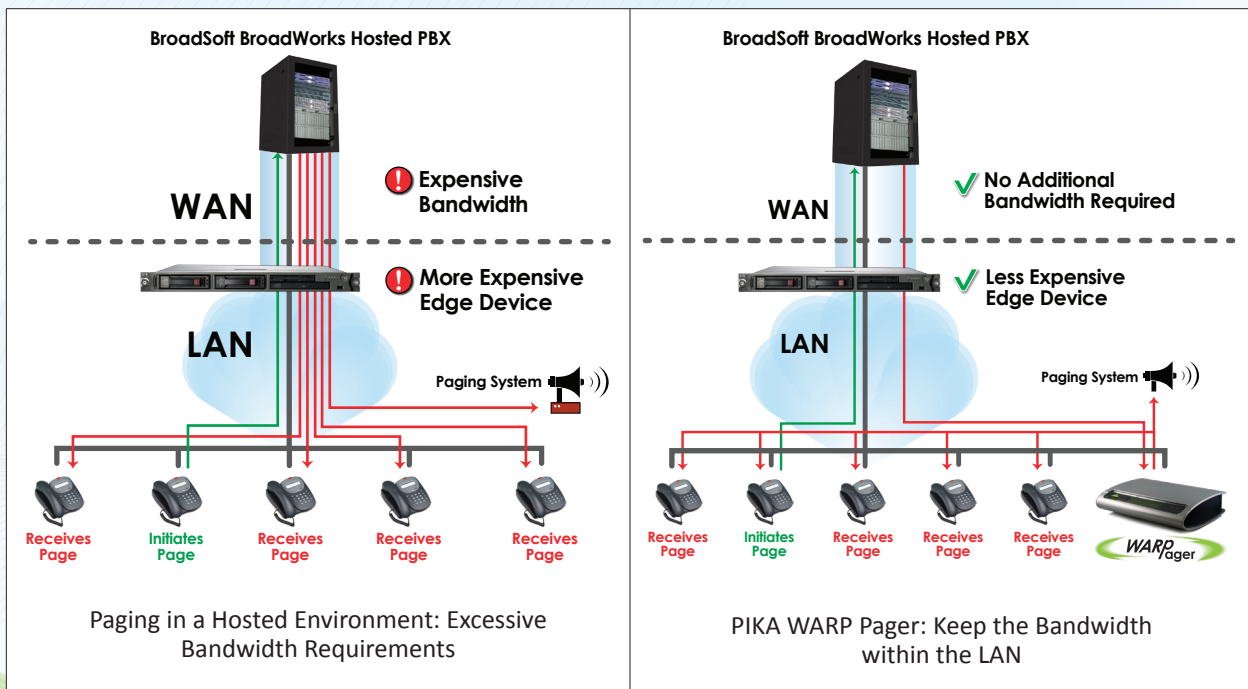 BroadSoft BroadWorks Hosted PBX
WAN
Expensive
Bandwidth
More Expensive
Edge Device
LAN
Paging System
Receives
Page
Initiates
Page
Receives
Page
Receives
Page
Receives
Page
Paging in a Hosted Environment: Excessive
Bandwidth Requirements
BroadSoft BroadWorks Hosted PBX
WAN
No Additional
Bandwidth Required
Less Expensive
Edge Device
LAN
Paging System
Receives
Page
Initiates
Page
Receives
Page
Receives
Page
Receives
Page
WARPager
PIKA WARP Pager: Keep the Bandwidth
within the LAN